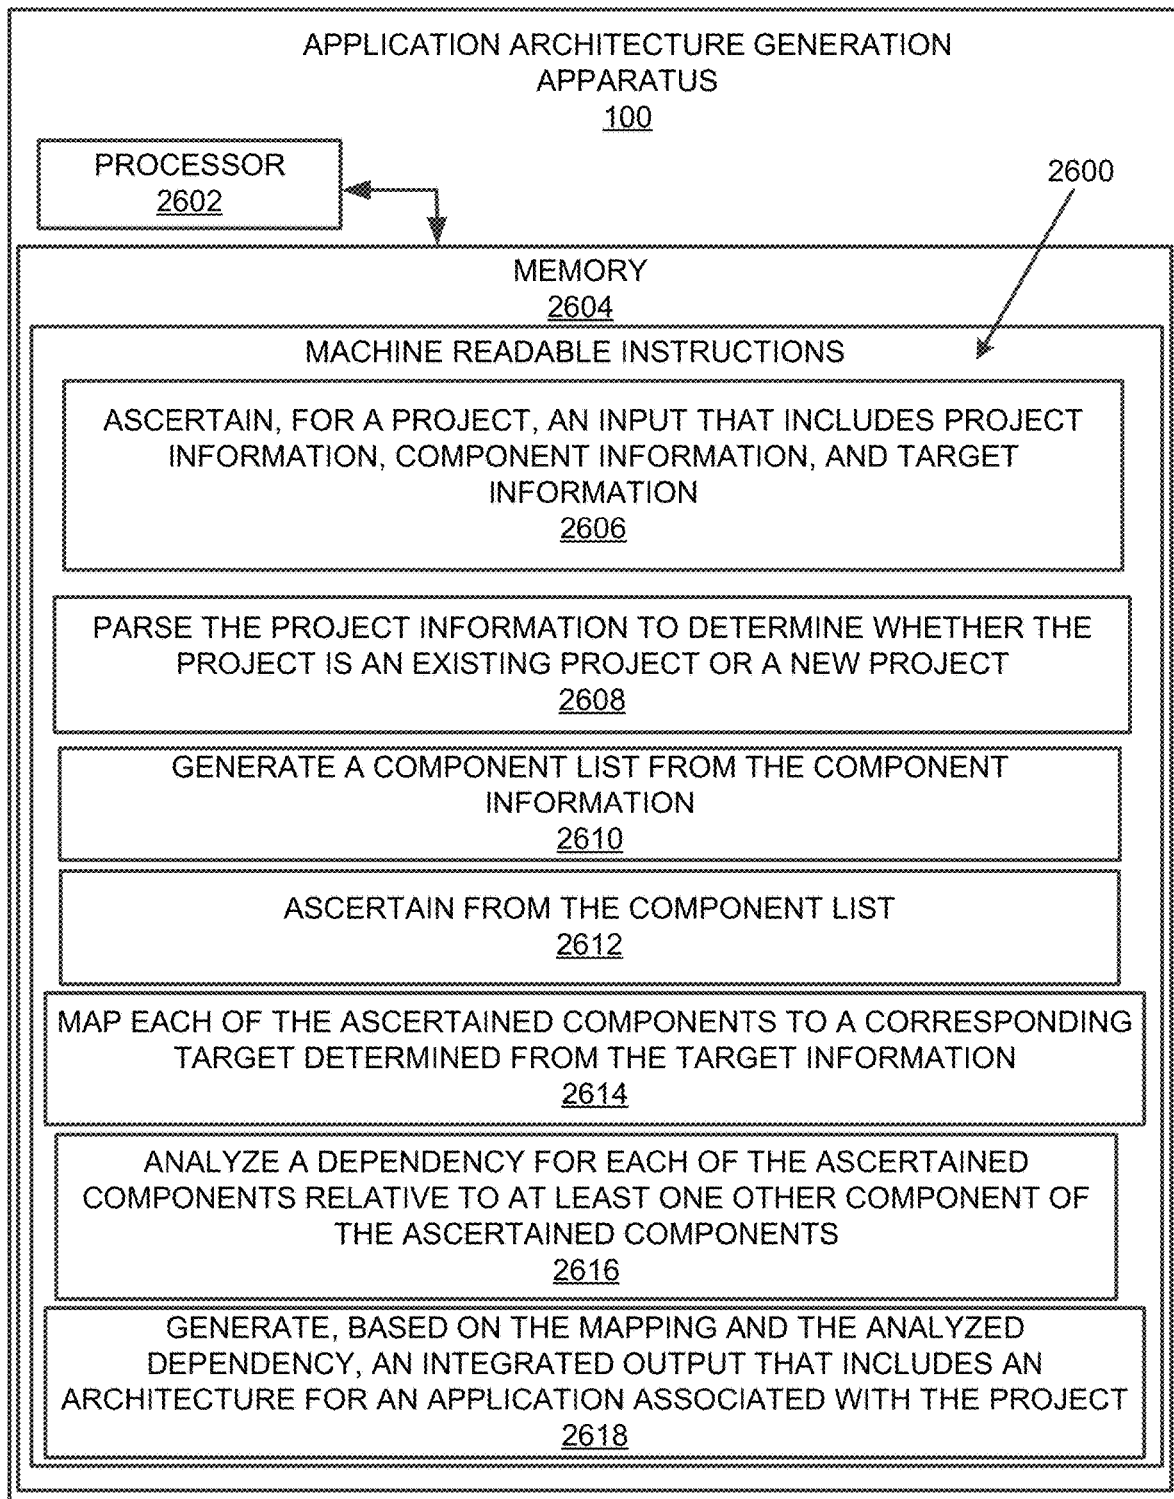 APPLICATION ARCHITECTURE GENERATION
APPARATUS
100
PROCESSOR
2602
2600
MEMORY
2604
MACHINE READABLE INSTRUCTIONS
ASCERTAIN, FOR A PROJECT, AN INPUT THAT INCLUDES PROJECT
INFORMATION, COMPONENT INFORMATION, AND TARGET
INFORMATION
2606
PARSE THE PROJECT INFORMATION TO DETERMINE WHETHER THE
PROJECT IS AN EXISTING PROJECT OR A NEW PROJECT
2608
GENERATE A COMPONENT LIST FROM THE COMPONENT
INFORMATION
2610
ASCERTAIN FROM THE COMPONENT LIST
2612
MAP EACH OF THE ASCERTAINED COMPONENTS TO A CORRESPONDING
TARGET DETERMINED FROM THE TARGET INFORMATION
2614
ANALYZE A DEPENDENCY FOR EACH OF THE ASCERTAINED
COMPONENTS RELATIVE TO AT LEAST ONE OTHER COMPONENT OF
THE ASCERTAINED COMPONENTS
2616
GENERATE, BASED ON THE MAPPING AND THE ANALYZED
DEPENDENCY, AN INTEGRATED OUTPUT THAT INCLUDES AN
ARCHITECTURE FOR AN APPLICATION ASSOCIATED WITH THE PROJECT
2618